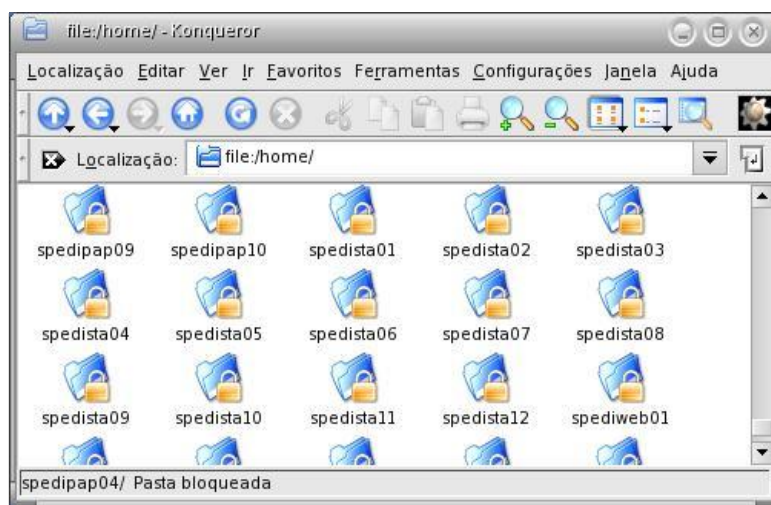 file:/home/ - Konqueror
Localização Editar Ver Ir Favoritos Ferramentas Configurações Janela Ajuda
Localização: file:/home/
spedipap09 spedipap10 spedista01 spedista02 spedista03
spedista04 spedista05 spedista06 spedista07 spedista08
spedista09 spedista10 spedista11 spedista12 spediweb01
spedipap04/ Pasta bloqueada